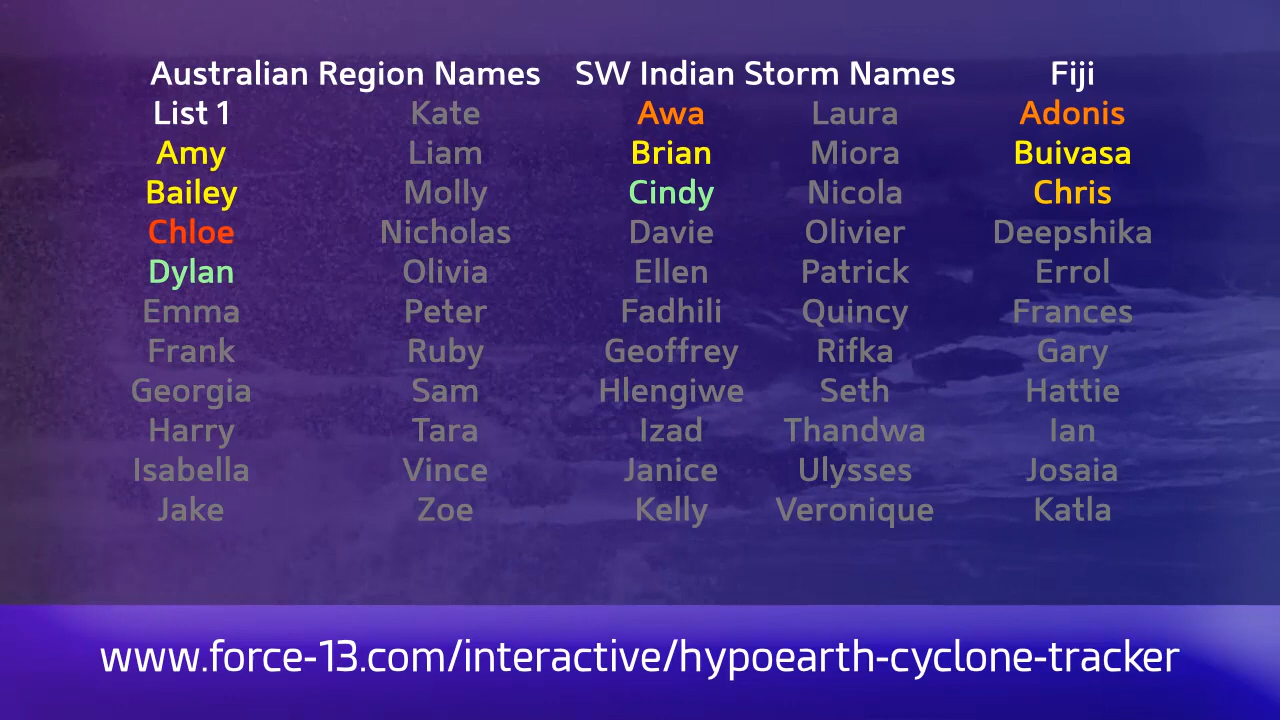 Australian Region Names SW Indian Storm Names Fiji
List 1 Kate Awa Laura Adonis
Amy Liam Brian Miora Buivasa
Bailey Molly Cindy Nicola Chris
Chloe Nicholas Davie Olivier Deepshika
Dylan Olivia Ellen Patrick Errol
Emma Peter Fadhili Quincy Frances
Frank Ruby Geoffrey Rifka Gary
Georgia Sam Hlengiwe Seth Hattie
Harry Tara Izad Thandwa Ian
Isabella Vince Janice Ulysses Josaia
Jake Zoe Kelly Veronique Katla
www.force-13.com/interactive/hypoearth-cyclone-tracker